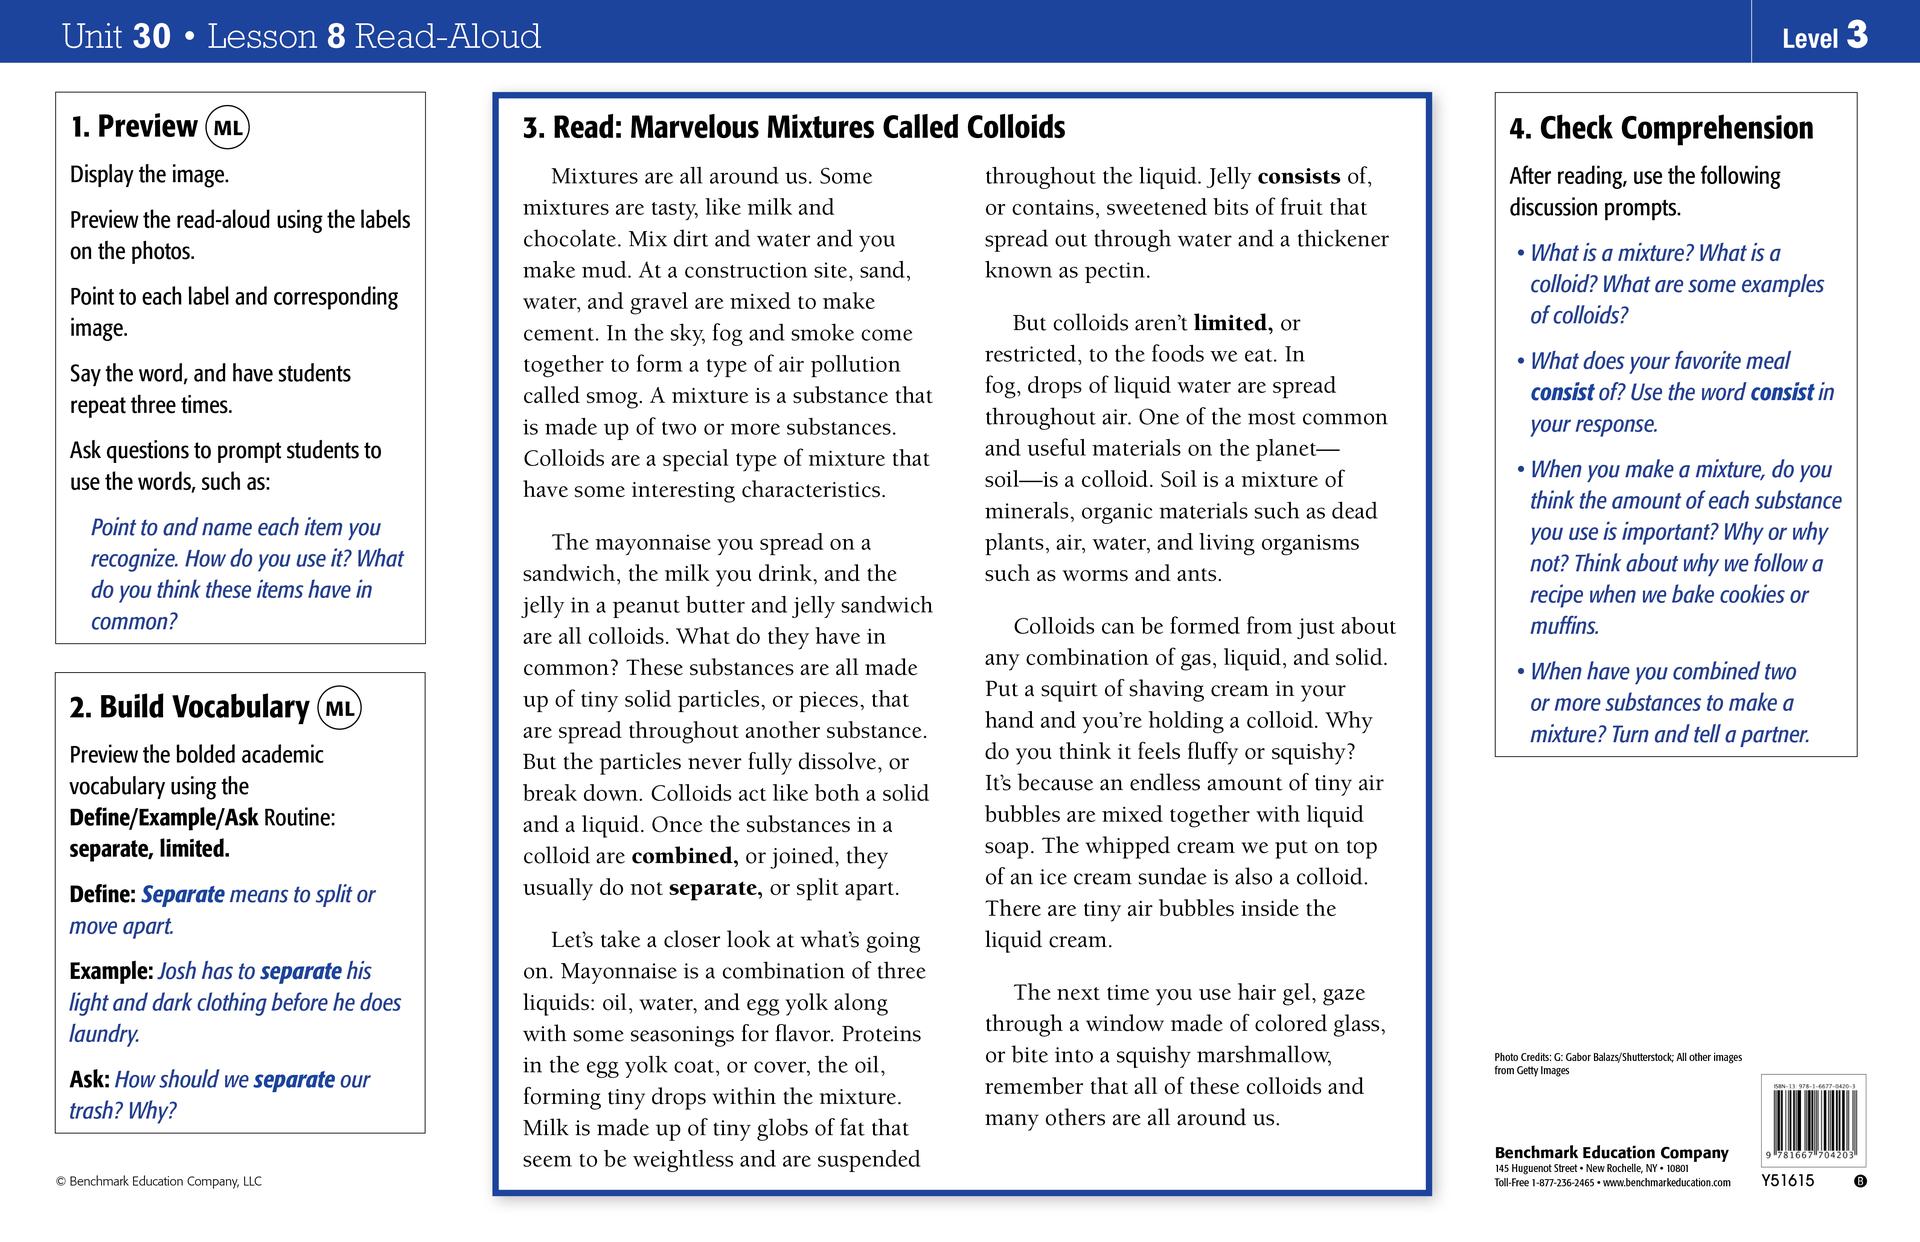 Unit 30 • Lesson 8 Read-Aloud
Level 3
1. Preview ML
Display the image.
Preview the read-aloud using the labels
on the photos.
Point to each label and corresponding
image.
Say the word, and have students
repeat three times.
Ask questions to prompt students to
use the words, such as:
Point to and name each item you
recognize. How do you use it? What
do you think these items have in
common?
2. Build Vocabulary ML
Preview the bolded academic
vocabulary using the
Define/Example/Ask Routine:
separate, limited.
Define: Separate means to split or
move apart.
Example: Josh has to separate his
light and dark clothing before he does
laundry.
Ask: How should we separate our
trash? Why?
© Benchmark Education Company, LLC
3. Read: Marvelous Mixtures Called Colloids
Mixtures are all around us. Some
mixtures are tasty, like milk and
chocolate. Mix dirt and water and you
make mud. At a construction site, sand,
water, and gravel are mixed to make
cement. In the sky, fog and smoke come
together to form a type of air pollution
called smog. A mixture is a substance that
is made up of two or more substances.
Colloids are a special type of mixture that
have some interesting characteristics.
The mayonnaise you spread on a
sandwich, the milk you drink, and the
jelly in a peanut butter and jelly sandwich
are all colloids. What do they have in
common? These substances are all made
up of tiny solid particles, or pieces, that
are spread throughout another substance.
But the particles never fully dissolve, or
break down. Colloids act like both a solid
and a liquid. Once the substances in a
colloid are combined, or joined, they
usually do not separate, or split apart.
Let's take a closer look at what's going
on. Mayonnaise is a combination of three
liquids: oil, water, and egg yolk along
with some seasonings for flavor. Proteins
in the egg yolk coat, or cover, the oil,
forming tiny drops within the mixture.
Milk is made up of tiny globs of fat that
seem to be weightless and are suspended
throughout the liquid. Jelly consists of,
or contains, sweetened bits of fruit that
spread out through water and a thickener
known as pectin.
But colloids aren't limited, or
restricted, to the foods we eat. In
fog, drops of liquid water are spread
throughout air. One of the most common
and useful materials on the planet—
soil—is a colloid. Soil is a mixture of
minerals, organic materials such as dead
plants, air, water, and living organisms
such as worms and ants.
Colloids can be formed from just about
any combination of gas, liquid, and solid.
Put a squirt of shaving cream in your
hand and you're holding a colloid. Why
do you think it feels fluffy or squishy?
It's because an endless amount of tiny air
bubbles are mixed together with liquid
soap. The whipped cream we put on top
of an ice cream sundae is also a colloid.
There are tiny air bubbles inside the
liquid cream.
The next time you use hair gel, gaze
through a window made of colored glass,
or bite into a squishy marshmallow,
remember that all of these colloids and
many others are all around us.
4. Check Comprehension
After reading, use the following
discussion prompts.
• What is a mixture? What is a
colloid? What are some examples
of colloids?
• What does your favorite meal
consist of? Use the word consist in
your response.
• When you make a mixture, do you
think the amount of each substance
you use is important? Why or why
not? Think about why we follow a
recipe when we bake cookies or
muffins.
• When have you combined two
or more substances to make a
mixture? Turn and tell a partner.
Photo Credits: G: Gabor Balazs/Shutterstock; All other images
from Getty Images
Benchmark Education Company
145 Huguenot Street • New Rochelle, NY • 10801
Toll-Free 1-877-236-2465 • www.benchmarkeducation.com
ISBN-13 978-1-6677-0420-3
9 781667 704203
Y51615
B